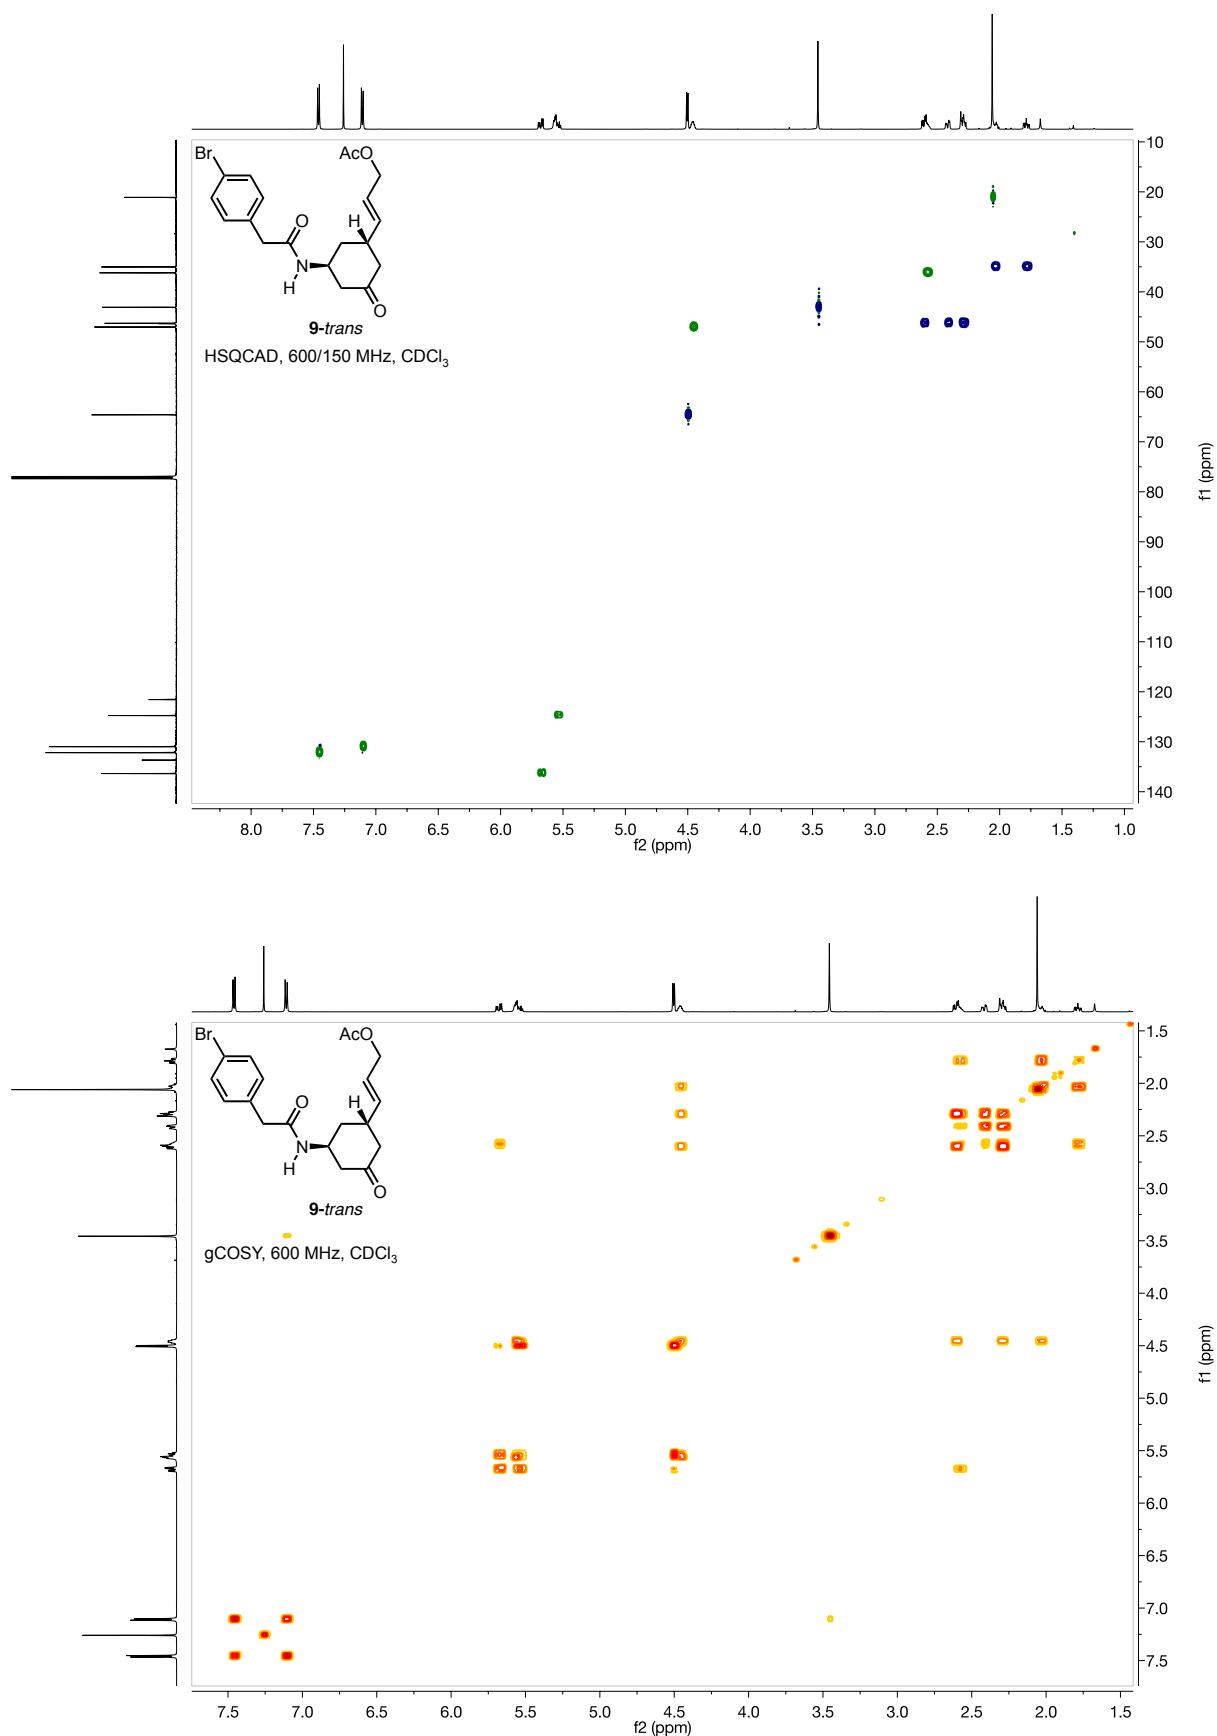 Br
AcO
H
O
N
H
O
9-trans
HSQCAD, 600/150 MHz, CDCl₃
10
20
30
40
50
60
70
80
90
100
110
120
130
140
f1 (ppm)
8.0 7.5 7.0 6.5 6.0 5.5 5.0 4.5 4.0 3.5 3.0 2.5 2.0 1.5 1.0
f2 (ppm)
Br
AcO
H
O
N
H
O
9-trans
gCOSY, 600 MHz, CDCl₃
1.5
2.0
2.5
3.0
3.5
4.0
4.5
5.0
5.5
6.0
6.5
7.0
7.5
f1 (ppm)
7.5 7.0 6.5 6.0 5.5 5.0 4.5 4.0 3.5 3.0 2.5 2.0 1.5
f2 (ppm)